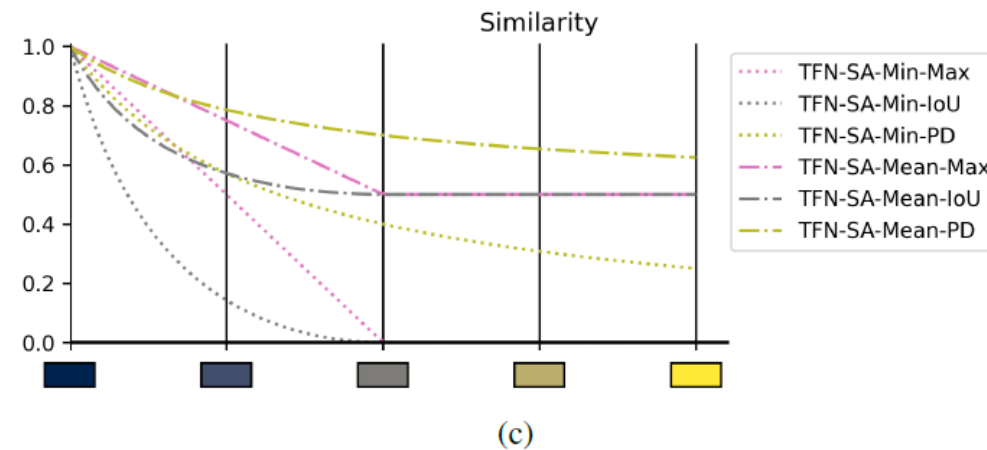 Similarity
1.0
0.8
0.6
0.4
0.2
0.0
TFN-SA-Min-Max
TFN-SA-Min-IoU
TFN-SA-Min-PD
TFN-SA-Mean-Max
TFN-SA-Mean-IoU
TFN-SA-Mean-PD
(c)